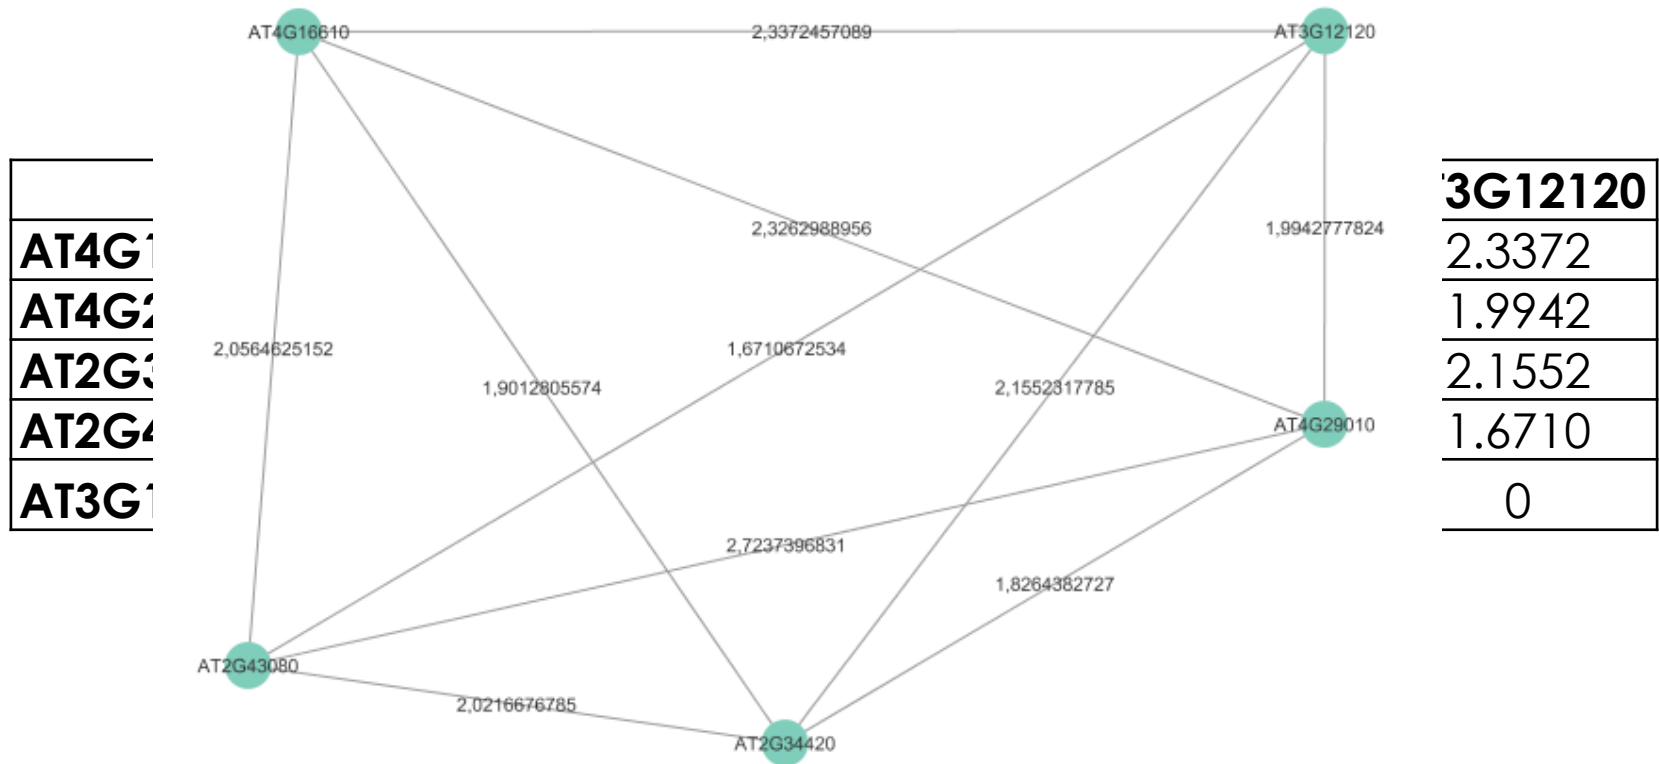 AT4G16610 2,3372457089 AT3G12120
T3G12120
2,3262988956 1,9942777824
AT4G1 2.3372
AT4G2 1.9942
2,0564625152 1,6710672534
AT2G3 2.1552
1,9012805574 2,1552317785
AT4G29010
AT2G4 1.6710
AT3G1 0
2,7237396831
1,8264382727
AT2G43080
2,0216676785
AT2G34420